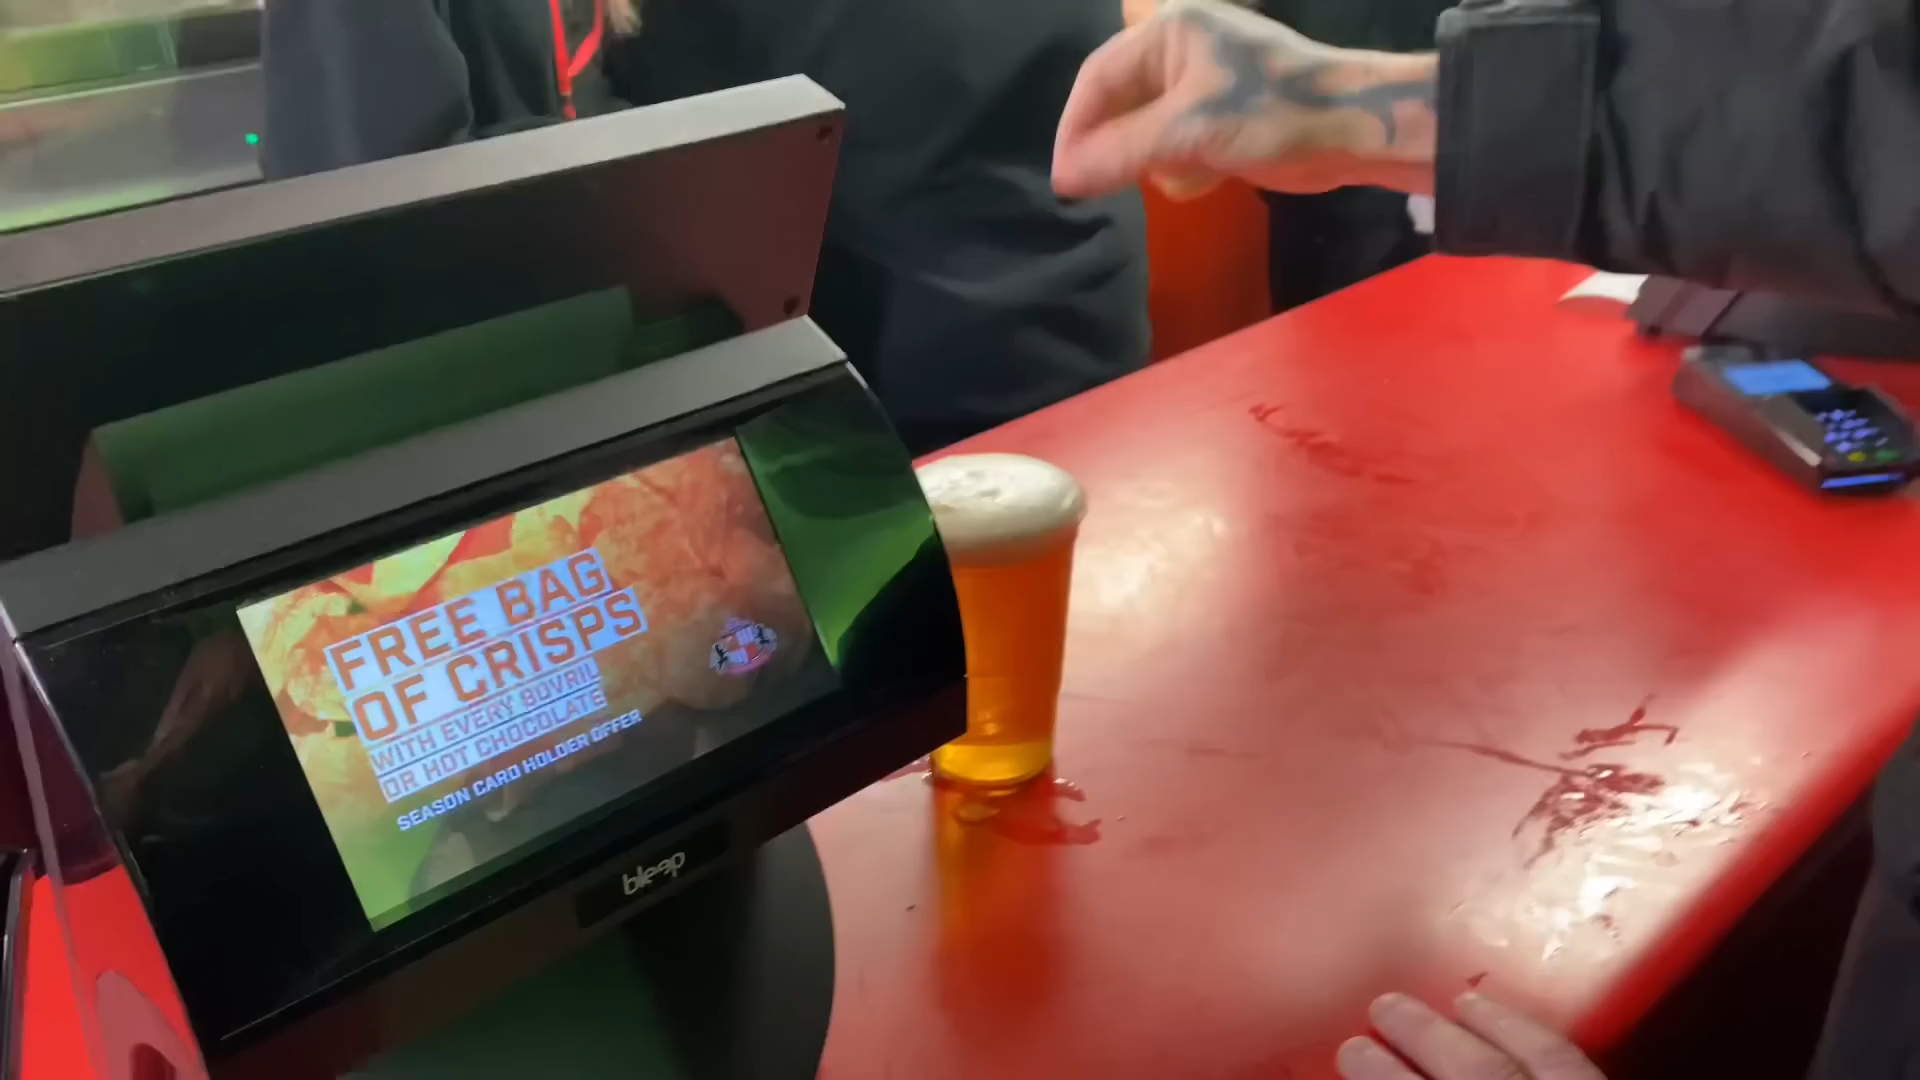 FREE BAG
OF CRISPS
WITH EVERY BOVRIL
OR HOT CHOCOLATE
SEASON CARD HOLDER OFFER
bleep